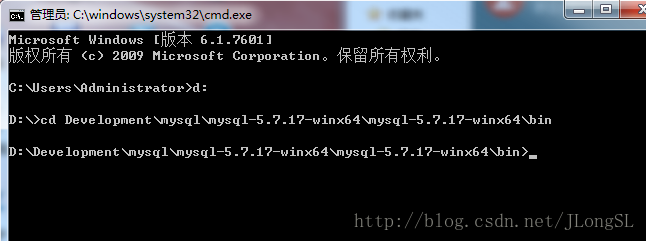 管理员: C:\windows\system32\cmd.exe
Microsoft Windows [版本 6.1.7601]
版权所有 (c) 2009 Microsoft Corporation。保留所有权利。
C:\Users\Administrator>d:
D:\>cd Development\mysql\mysql-5.7.17-winx64\mysql-5.7.17-winx64\bin
D:\Development\mysql\mysql-5.7.17-winx64\mysql-5.7.17-winx64\bin>_
http://blog.csdn.net/JLongSL